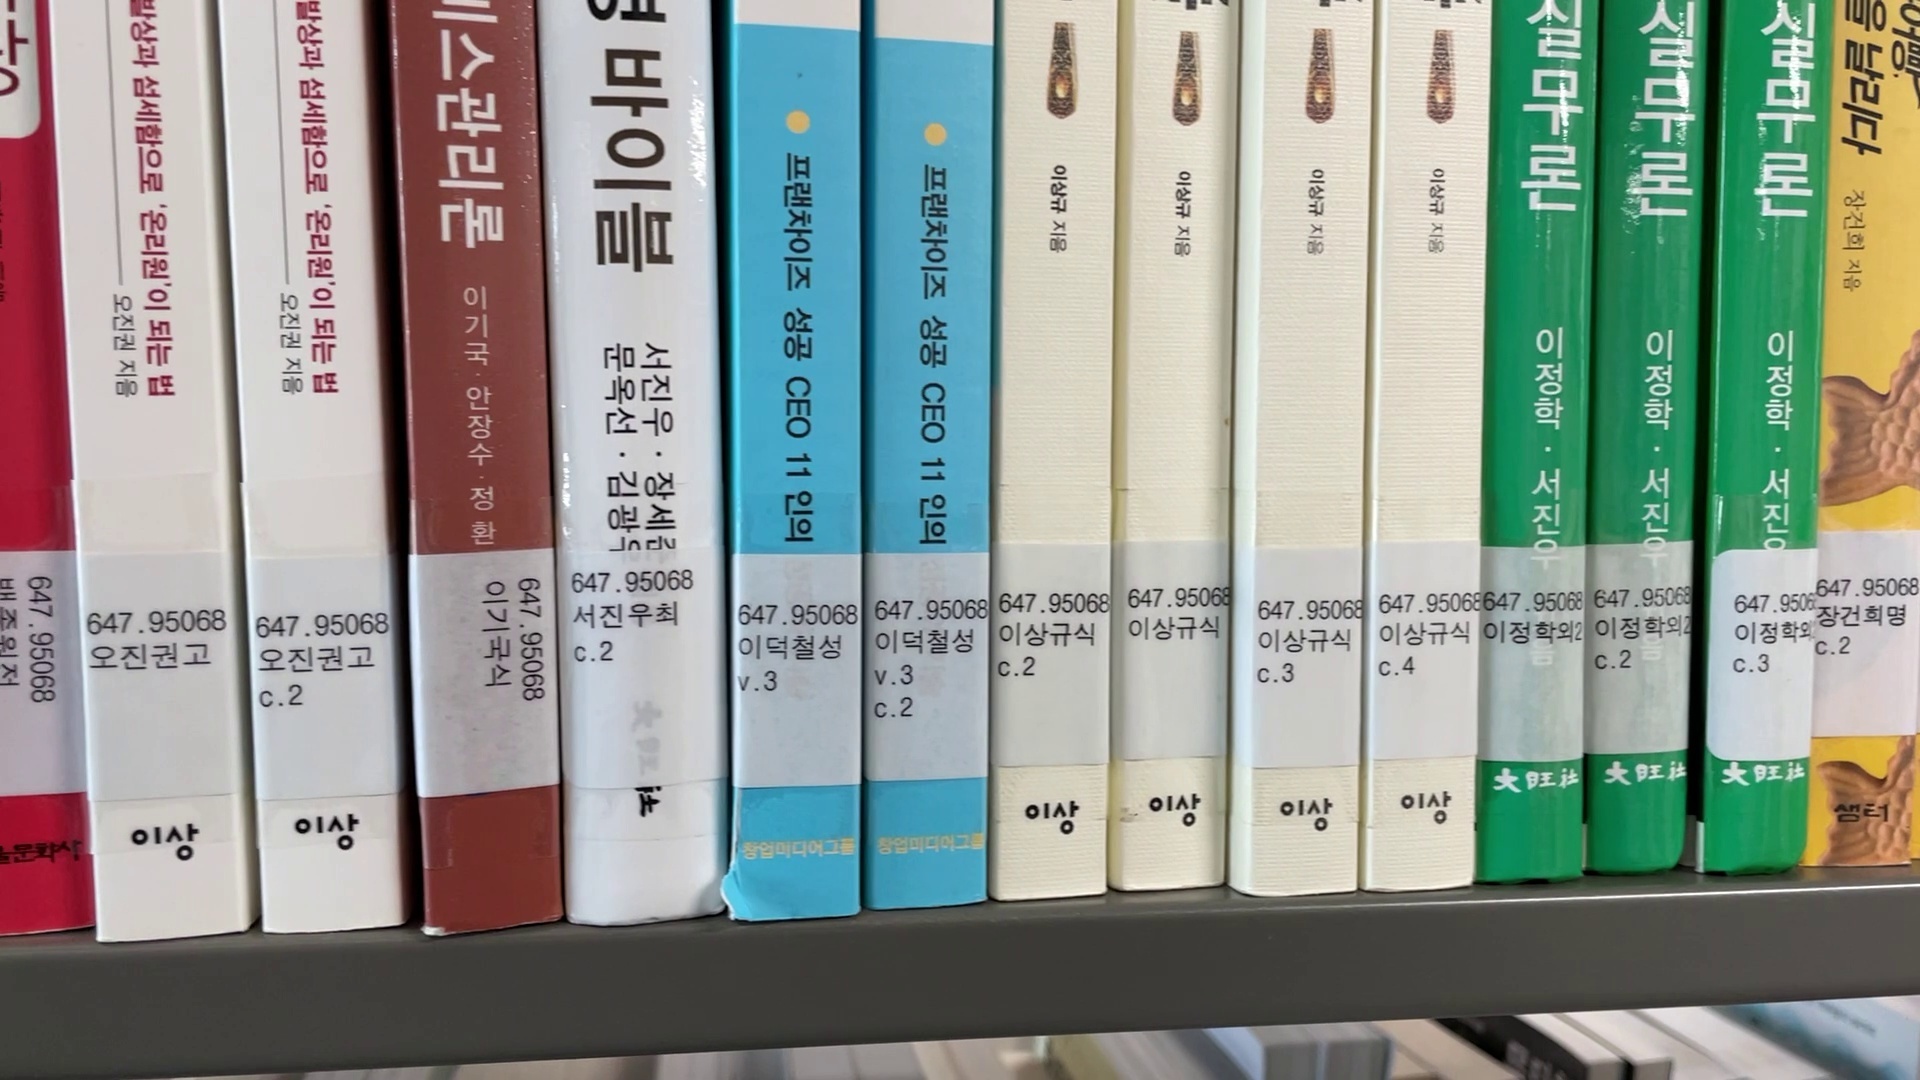 647.95068
발상과 섬세함으로 '온리원'이 되는 법
오진권 지음
647.95068
오진권고
이상
발상과 섬세함으로 '온리원'이 되는 법
오진권 지음
647.95068
오진권고
c.2
이상
비스관리론
이기국·안장수·정 환
647.95068
이기국식
바이블
서진우·장세
문옥선·김광
647.95068
서진우최
c.2
大旺社
프랜차이즈 성공 CEO 11 인의
647.95068
이덕철성
v.3
창업미디어그룹
프랜차이즈 성공 CEO 11 인의
647.95068
이덕철성
v.3
c.2
창업미디어그룹
이상규 지음
647.95068
이상규식
c.2
이상
이상규 지음
647.95068
이상규식
이상
이상규 지음
647.95068
이상규식
c.3
이상
이상규 지음
647.95068
이상규식
c.4
이상
실무론
이정학·서진우
647.95068
이정학외2
大旺社
실무론
이정학·서진우
647.95068
이정학외2
c.2
大旺社
실무론
이정학·서진우
647.9506
이정학외
c.3
大旺社
을 날리다
장건희 지음
647.95068
장건희명
c.2
샘터